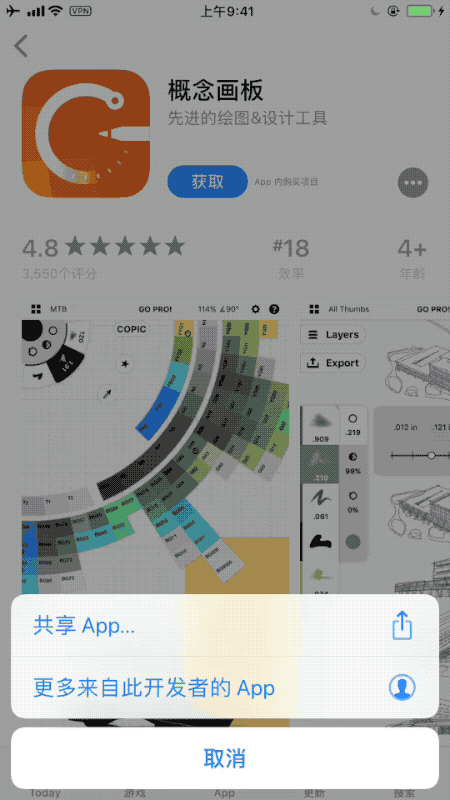 VPN
上午9:41
概念画板
先进的绘图&设计工具
获取
App 内购买项目
4.8
3,550个评分
#18
效率
4+
年龄
MTB
GO PRO!
114% ∡90°
COPIC
All Thumbs
GO PRO!
Layers
Export
.909
.219
.219
99%
.061
0%
.012 in
共享 App...
更多来自此开发者的 App
取消
Today
游戏
App
更新
搜索